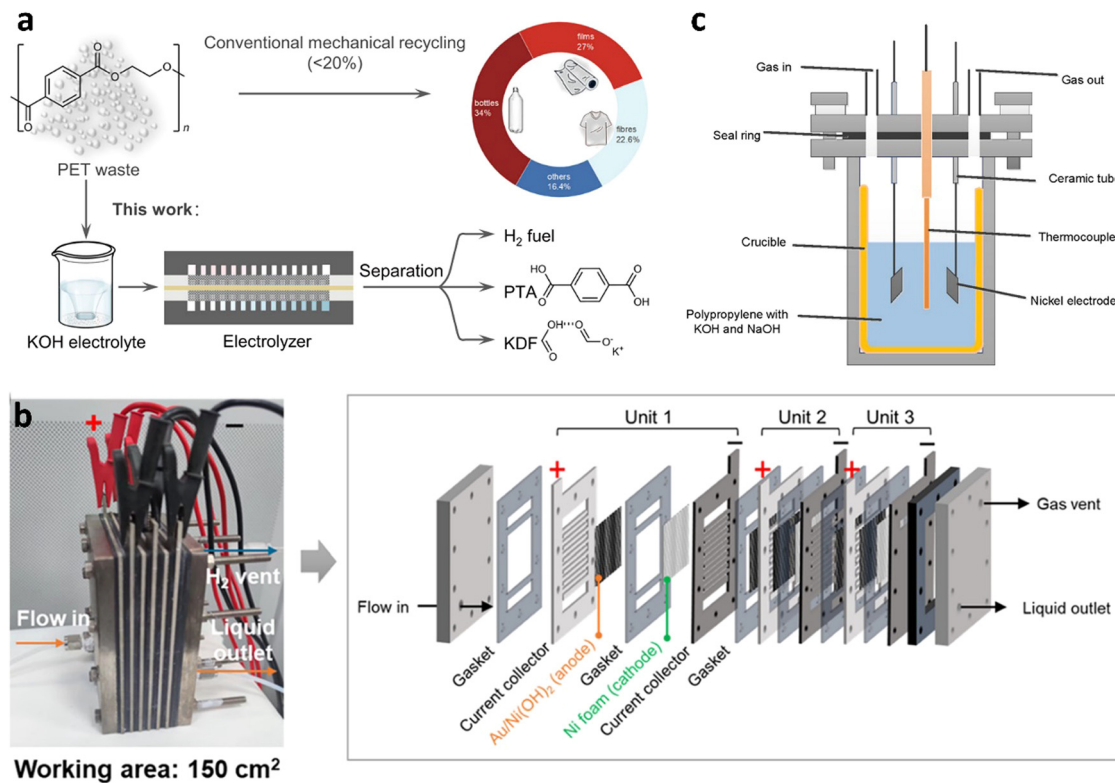 a
Conventional mechanical recycling
(<20%)
O
O
O
O
n
PET waste
films
27%
bottles
34%
fibres
22.6%
others
16.4%
This work:
KOH electrolyte
Electrolyzer
Separation
H₂ fuel
PTA
OH
O
O
OH
KDF
OH
O
O
O⁻
K⁺
c
Gas in
Gas out
Seal ring
Ceramic tube
Crucible
Thermocouple
Nickel electrode
Polypropylene with
KOH and NaOH
b
+
−
H₂ vent
Flow in
Liquid
outlet
Working area: 150 cm²
Unit 1
Unit 2
Unit 3
+
−
+
−
+
−
Gas vent
Flow in
Liquid outlet
Gasket
Current collector
Au/Ni(OH)₂ (anode)
Gasket
Ni foam (cathode)
Current collector
Gasket